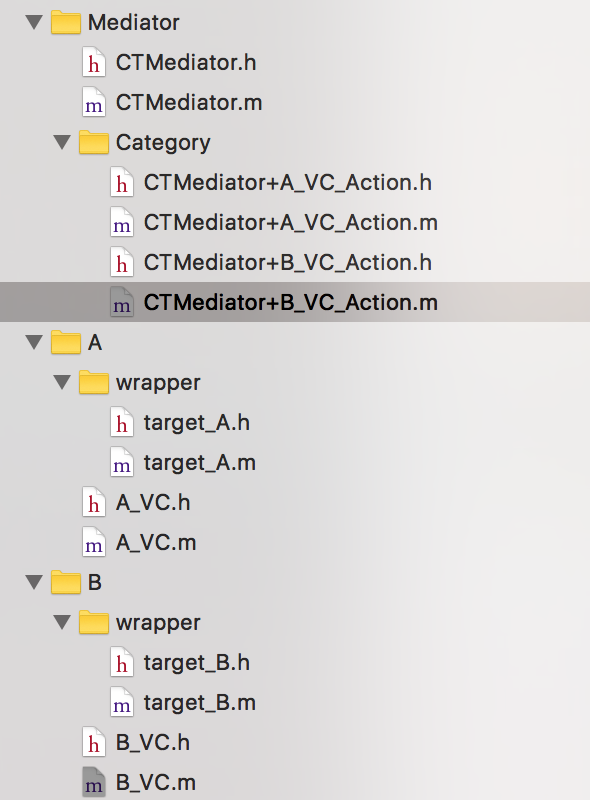 Mediator
h CTMediator.h
m CTMediator.m
Category
h CTMediator+A_VC_Action.h
m CTMediator+A_VC_Action.m
h CTMediator+B_VC_Action.h
m CTMediator+B_VC_Action.m
A
wrapper
h target_A.h
m target_A.m
h A_VC.h
m A_VC.m
B
wrapper
h target_B.h
m target_B.m
h B_VC.h
m B_VC.m